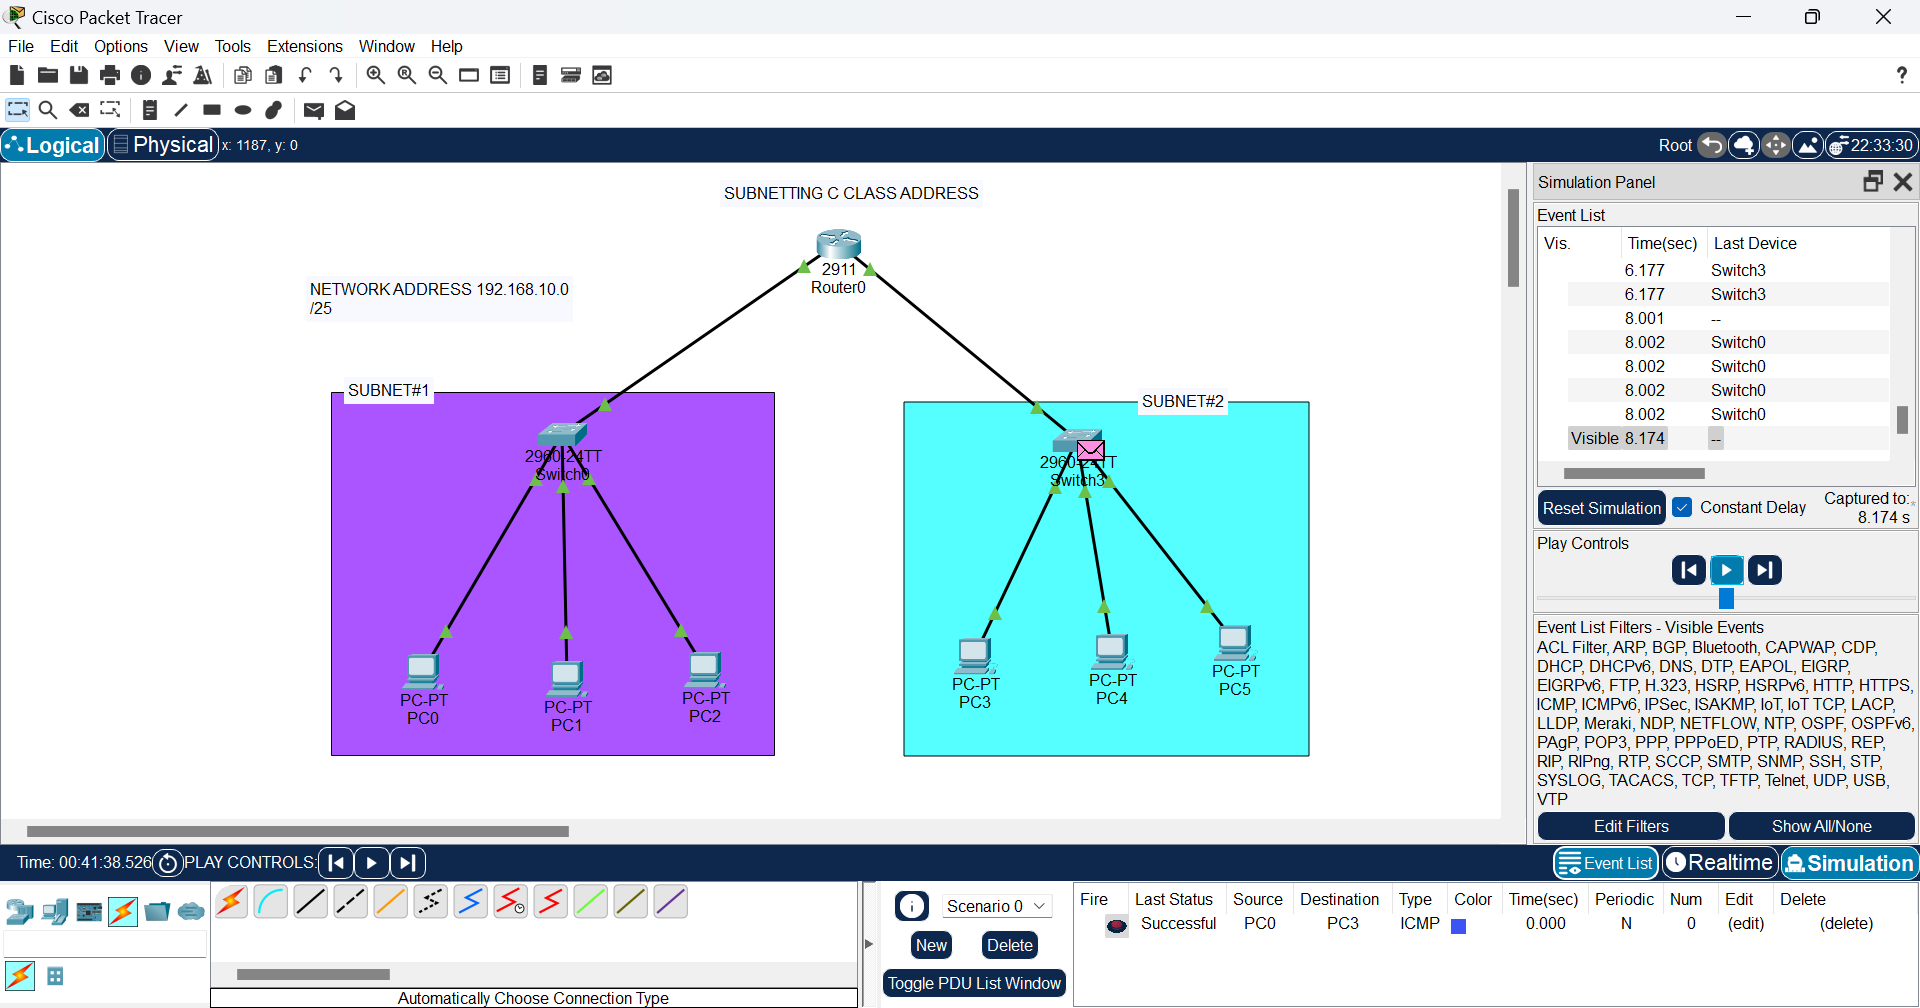 Cisco Packet Tracer
File Edit Options View Tools Extensions Window Help
?
Logical Physical x: 1187, y: 0 Root 22:33:30
SUBNETTING C CLASS ADDRESS
2911
Router0
NETWORK ADDRESS 192.168.10.0
/25
SUBNET#1
2960-24TT
Switch0
PC-PT
PC0
PC-PT
PC1
PC-PT
PC2
SUBNET#2
2960-24TT
Switch3
PC-PT
PC3
PC-PT
PC4
PC-PT
PC5
Simulation Panel
Event List
Vis. Time(sec) Last Device
6.177 Switch3
6.177 Switch3
8.001 --
8.002 Switch0
8.002 Switch0
8.002 Switch0
8.002 Switch0
Visible 8.174 --
Reset Simulation Constant Delay Captured to:
8.174 s
Play Controls
Event List Filters - Visible Events
ACL Filter, ARP, BGP, Bluetooth, CAPWAP, CDP,
DHCP, DHCPv6, DNS, DTP, EAPOL, EIGRP,
EIGRPv6, FTP, H.323, HSRP, HSRPv6, HTTP, HTTPS,
ICMP, ICMPv6, IPSec, ISAKMP, IoT, IoT TCP, LACP,
LLDP, Meraki, NDP, NETFLOW, NTP, OSPF, OSPFv6,
PAgP, POP3, PPP, PPPoED, PTP, RADIUS, REP,
RIP, RIPng, RTP, SCCP, SMTP, SNMP, SSH, STP,
SYSLOG, TACACS, TCP, TFTP, Telnet, UDP, USB,
VTP
Edit Filters Show All/None
Time: 00:41:38.526 PLAY CONTROLS: Event List Realtime Simulation
Scenario 0
New Delete
Toggle PDU List Window
Fire Last Status Source Destination Type Color Time(sec) Periodic Num Edit Delete
Successful PC0 PC3 ICMP 0.000 N 0 (edit) (delete)
Automatically Choose Connection Type